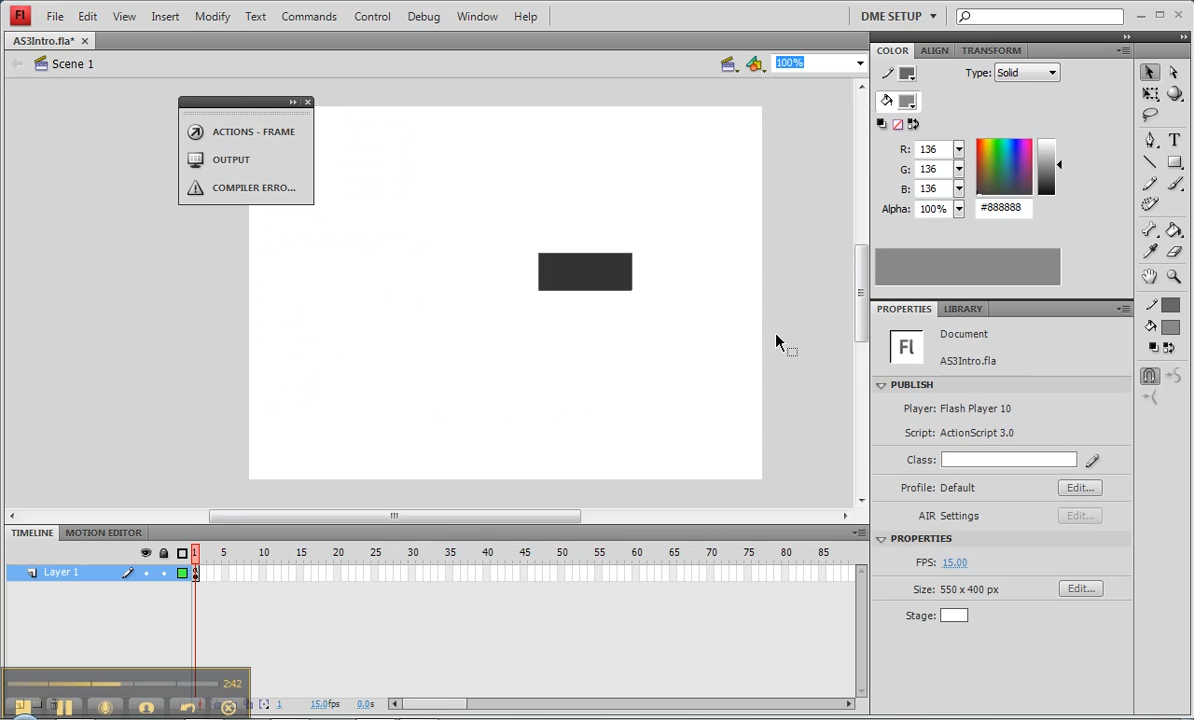 Fl File Edit View Insert Modify Text Commands Control Debug Window Help DME SETUP
AS3Intro.fla*
Scene 1 100%
ACTIONS - FRAME
OUTPUT
COMPILER ERRO...
COLOR ALIGN TRANSFORM
Type: Solid
R: 136
G: 169
B: 136
Alpha: 100% #888888
PROPERTIES LIBRARY
Fl Document
AS3Intro.fla
PUBLISH
Player: Flash Player 10
Script: ActionScript 3.0
Class:
Profile: Default Edit...
AIR Settings Edit...
PROPERTIES
FPS: 15.00
Size: 550 x 400 px Edit...
Stage:
TIMELINE MOTION EDITOR
1 5 10 15 20 25 30 35 40 45 50 55 60 65 70 75 80 85
Layer 1
2:42
1 15.0fps 0.0s